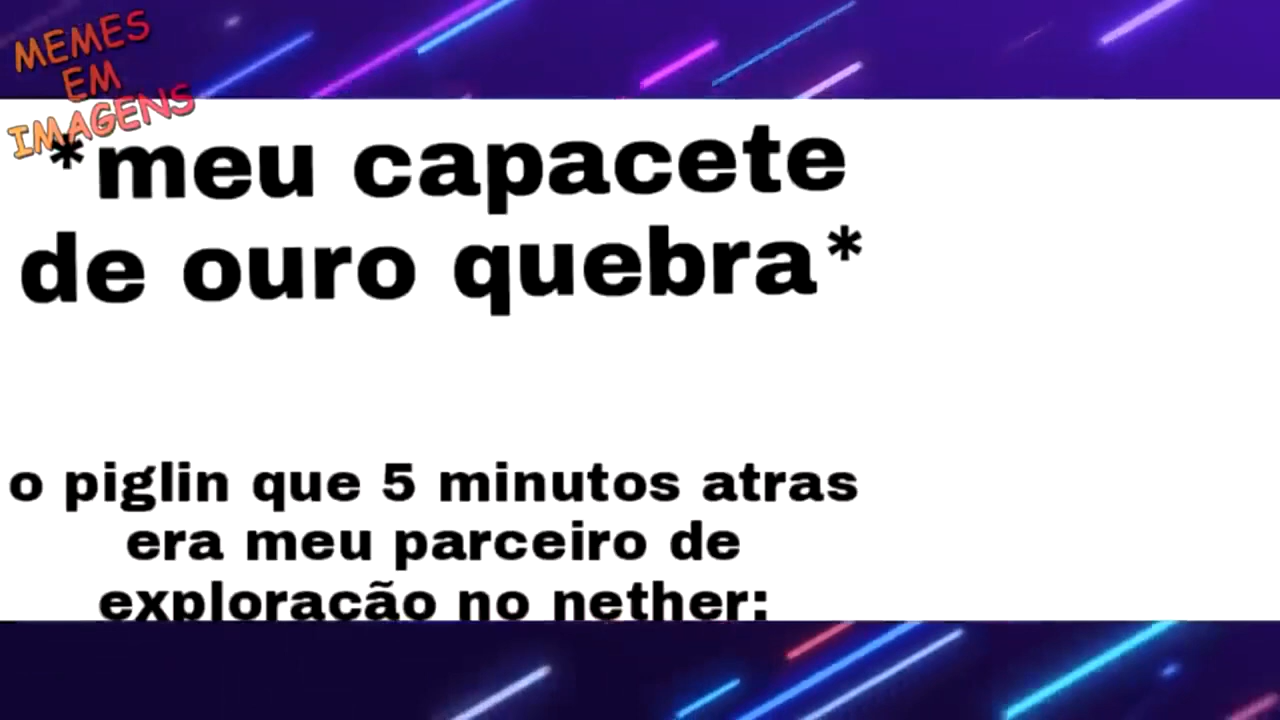 MEMES
EM
IMAGENS
*meu capacete
de ouro quebra*
o piglin que 5 minutos atras
era meu parceiro de
exploração no nether: